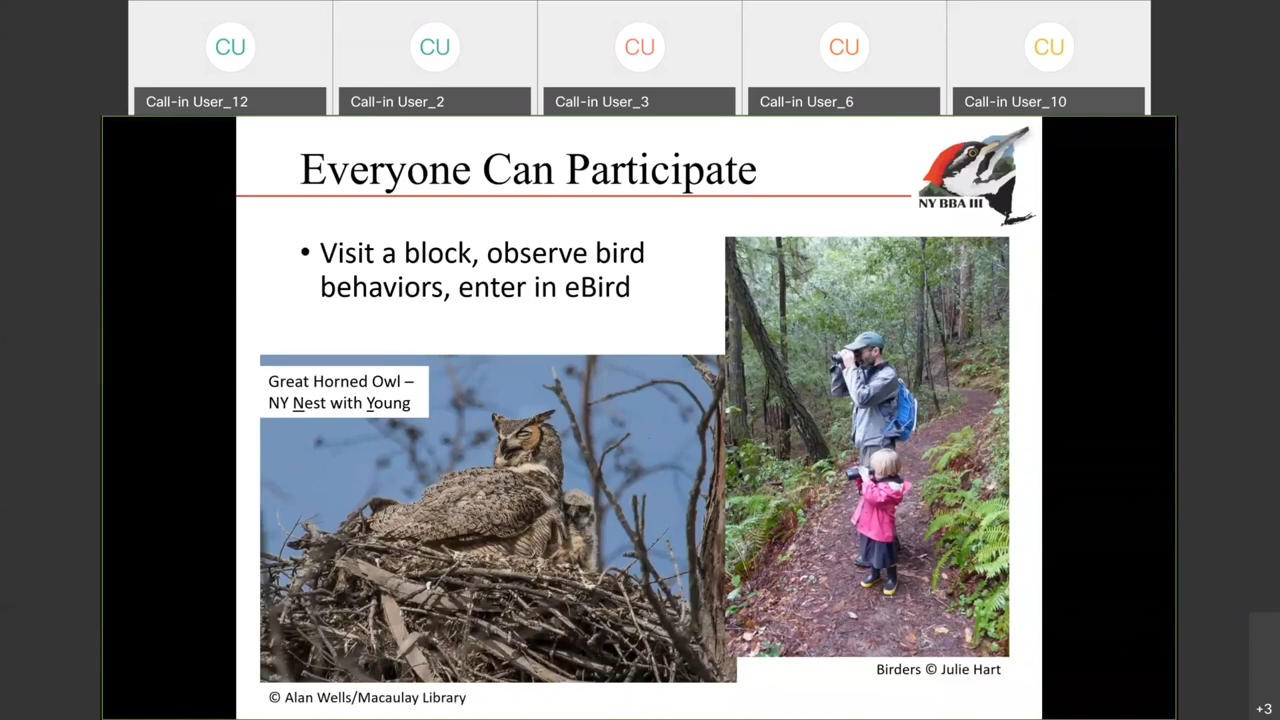 CU
CU
CU
CU
CU
Call-in User_12
Call-in User_2
Call-in User_3
Call-in User_6
Call-in User_10
Everyone Can Participate
NY BBA III
• Visit a block, observe bird
behaviors, enter in eBird
Great Horned Owl –
NY Nest with Young
Birders © Julie Hart
© Alan Wells/Macaulay Library
+3